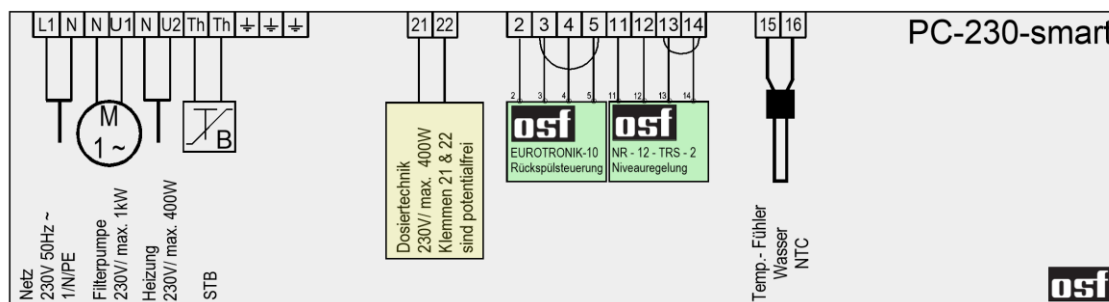 PC-230-smart
L1 N N U1 N U2 Th Th
21 22
2 3 4 5 11 12 13 14
15 16
2 3 4 5 11 12 13 14
M
1 ~
B
osf
EUROTRONIK-10
Rückspülsteuerung
osf
NR - 12 - TRS - 2
Niveauregelung
Netz
230V 50Hz ~
1/N/PE
Filterpumpe
230V/ max. 1kW
Heizung
230V/ max. 400W
STB
Dosiertechnik
230V/ max. 400W
Klemmen 21 & 22
sind potentialfrei
Temp.- Fühler
Wasser
NTC
osf